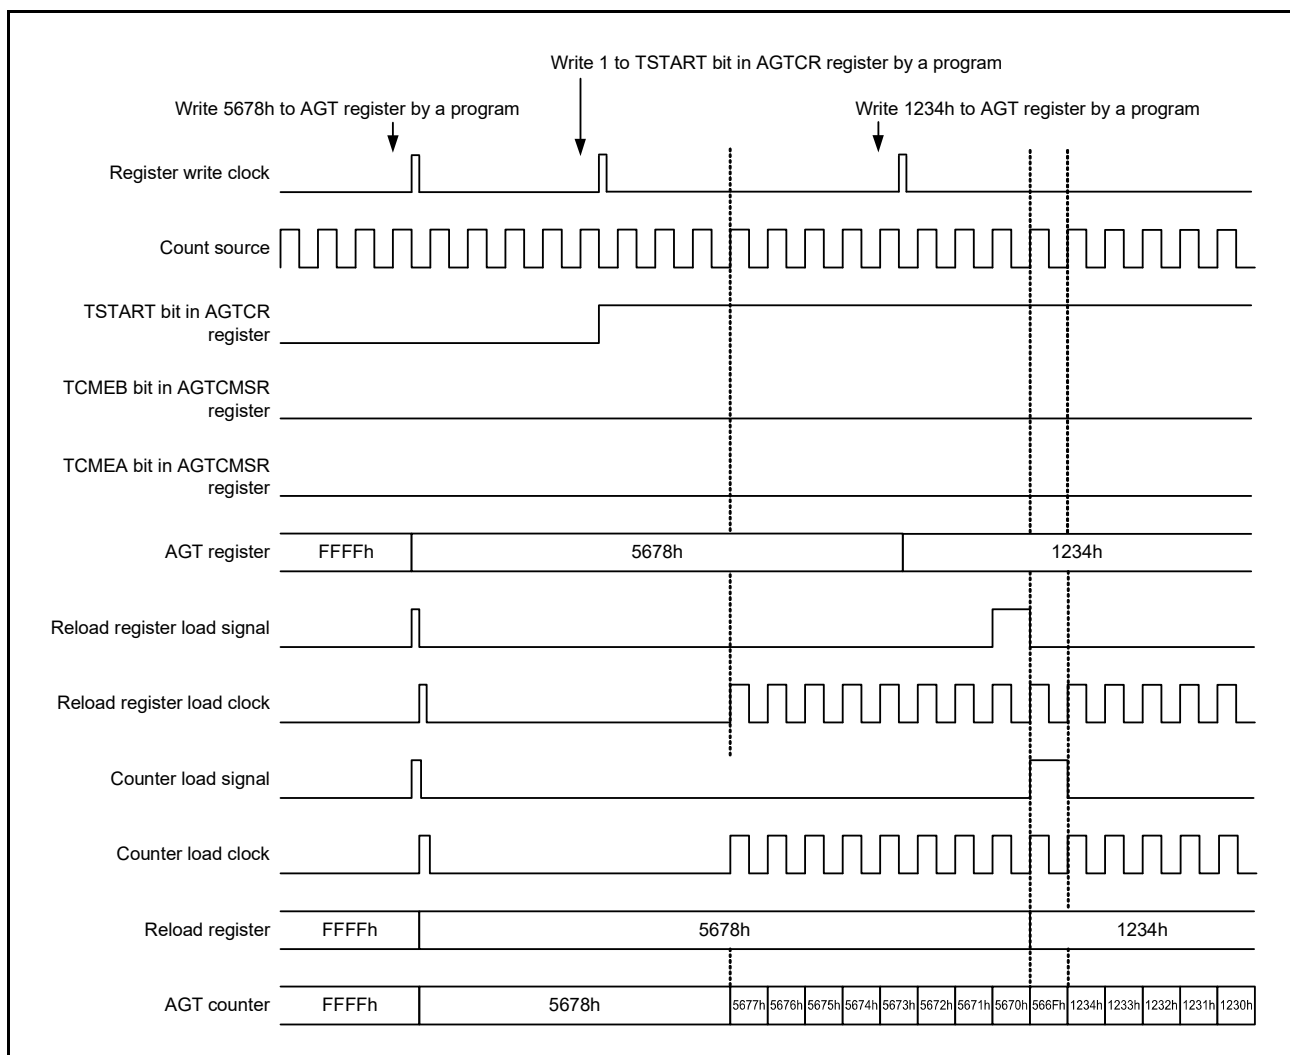 Write 1 to TSTART bit in AGTCR register by a program
Write 5678h to AGT register by a program
Write 1234h to AGT register by a program
Register write clock
Count source
TSTART bit in AGTCR
register
TCMEB bit in AGTCMSR
register
TCMEA bit in AGTCMSR
register
AGT register FFFFh 5678h 1234h
Reload register load signal
Reload register load clock
Counter load signal
Counter load clock
Reload register FFFFh 5678h 1234h
AGT counter FFFFh 5678h 5677h 5676h 5675h 5674h 5673h 5672h 5671h 5670h 566Fh 1234h 1233h 1232h 1231h 1230h